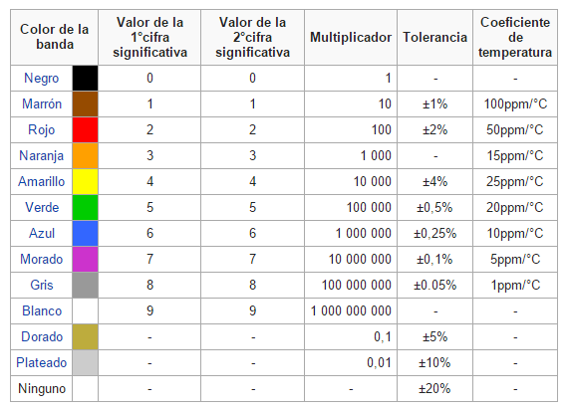 Color de la banda | Valor de la 1°cifra significativa | Valor de la 2°cifra significativa | Multiplicador | Tolerancia | Coeficiente de temperatura
Negro | 0 | 0 | 1 | - | -
Marrón | 1 | 1 | 10 | ±1% | 100ppm/°C
Rojo | 2 | 2 | 100 | ±2% | 50ppm/°C
Naranja | 3 | 3 | 1 000 | - | 15ppm/°C
Amarillo | 4 | 4 | 10 000 | ±4% | 25ppm/°C
Verde | 5 | 5 | 100 000 | ±0,5% | 20ppm/°C
Azul | 6 | 6 | 1 000 000 | ±0,25% | 10ppm/°C
Morado | 7 | 7 | 10 000 000 | ±0,1% | 5ppm/°C
Gris | 8 | 8 | 100 000 000 | ±0.05% | 1ppm/°C
Blanco | 9 | 9 | 1 000 000 000 | - | -
Dorado | - | - | 0,1 | ±5% | -
Plateado | - | - | 0,01 | ±10% | -
Ninguno | - | - | - | ±20% | -